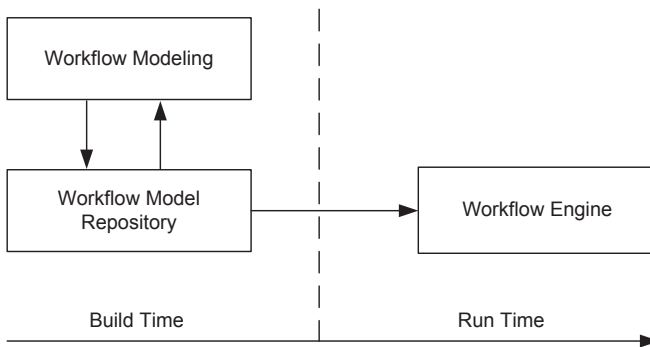 Workflow Modeling
Workflow Model
Repository
Workflow Engine
Build Time
Run Time